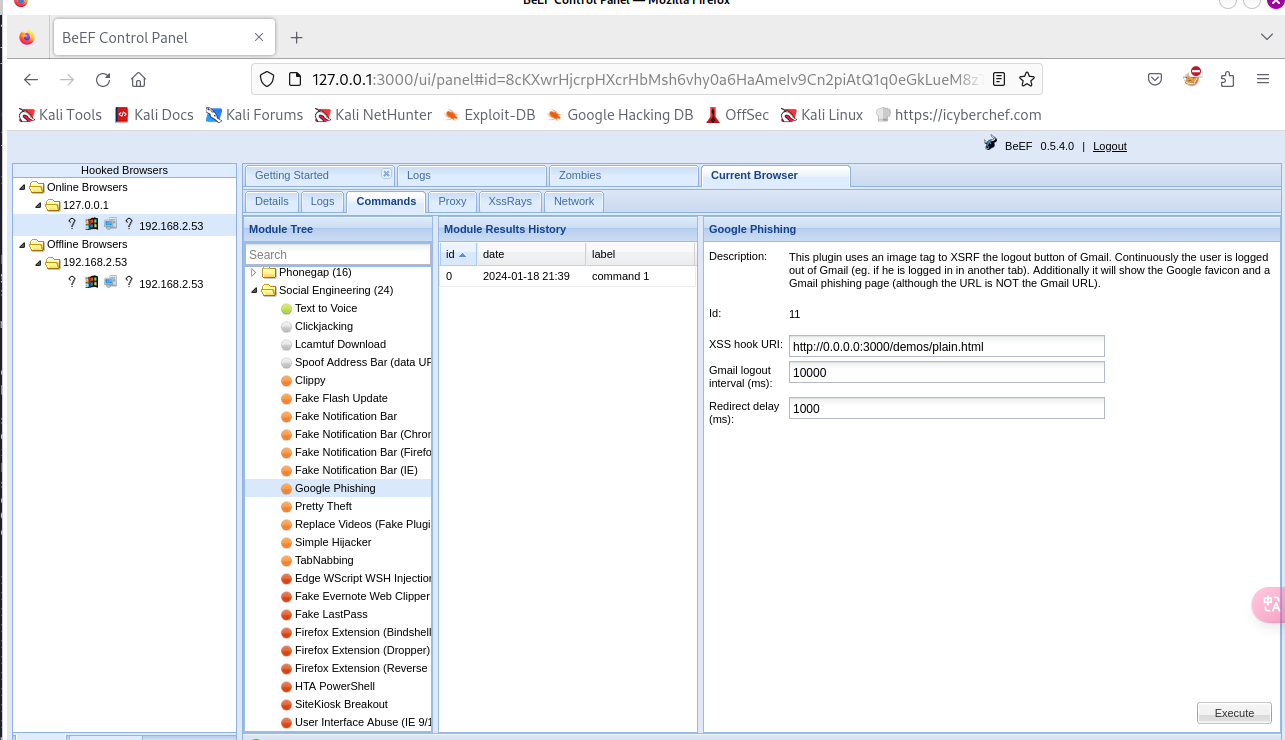 BeEF Control Panel — Mozilla Firefox
BeEF Control Panel
127.0.0.1:3000/ui/panel#id=8cKXwrHjcrpHXcrHbMsh6vhy0a6HaAmeIv9Cn2piAtQ1q0eGkLueM8z
Kali Tools Kali Docs Kali Forums Kali NetHunter Exploit-DB Google Hacking DB OffSec Kali Linux https://icyberchef.com
BeEF 0.5.4.0 | Logout
Hooked Browsers
Online Browsers
127.0.0.1
? ? 192.168.2.53
Offline Browsers
192.168.2.53
? ? 192.168.2.53
Getting Started Logs Zombies Current Browser
Details Logs Commands Proxy XssRays Network
Module Tree
Search
Phonegap (16)
Social Engineering (24)
Text to Voice
Clickjacking
Lcamtuf Download
Spoof Address Bar (data UR
Clippy
Fake Flash Update
Fake Notification Bar
Fake Notification Bar (Chror
Fake Notification Bar (Firefo
Fake Notification Bar (IE)
Google Phishing
Pretty Theft
Replace Videos (Fake Plugi
Simple Hijacker
TabNabbing
Edge WScript WSH Injection
Fake Evernote Web Clipper
Fake LastPass
Firefox Extension (Bindshell
Firefox Extension (Dropper)
Firefox Extension (Reverse
HTA PowerShell
SiteKiosk Breakout
User Interface Abuse (IE 9/1
Module Results History
id date label
0 2024-01-18 21:39 command 1
Google Phishing
Description: This plugin uses an image tag to XSRF the logout button of Gmail. Continuously the user is logged
out of Gmail (eg. if he is logged in in another tab). Additionally it will show the Google favicon and a
Gmail phishing page (although the URL is NOT the Gmail URL).
Id: 11
XSS hook URI: http://0.0.0.0:3000/demos/plain.html
Gmail logout
interval (ms): 10000
Redirect delay
(ms): 1000
Execute